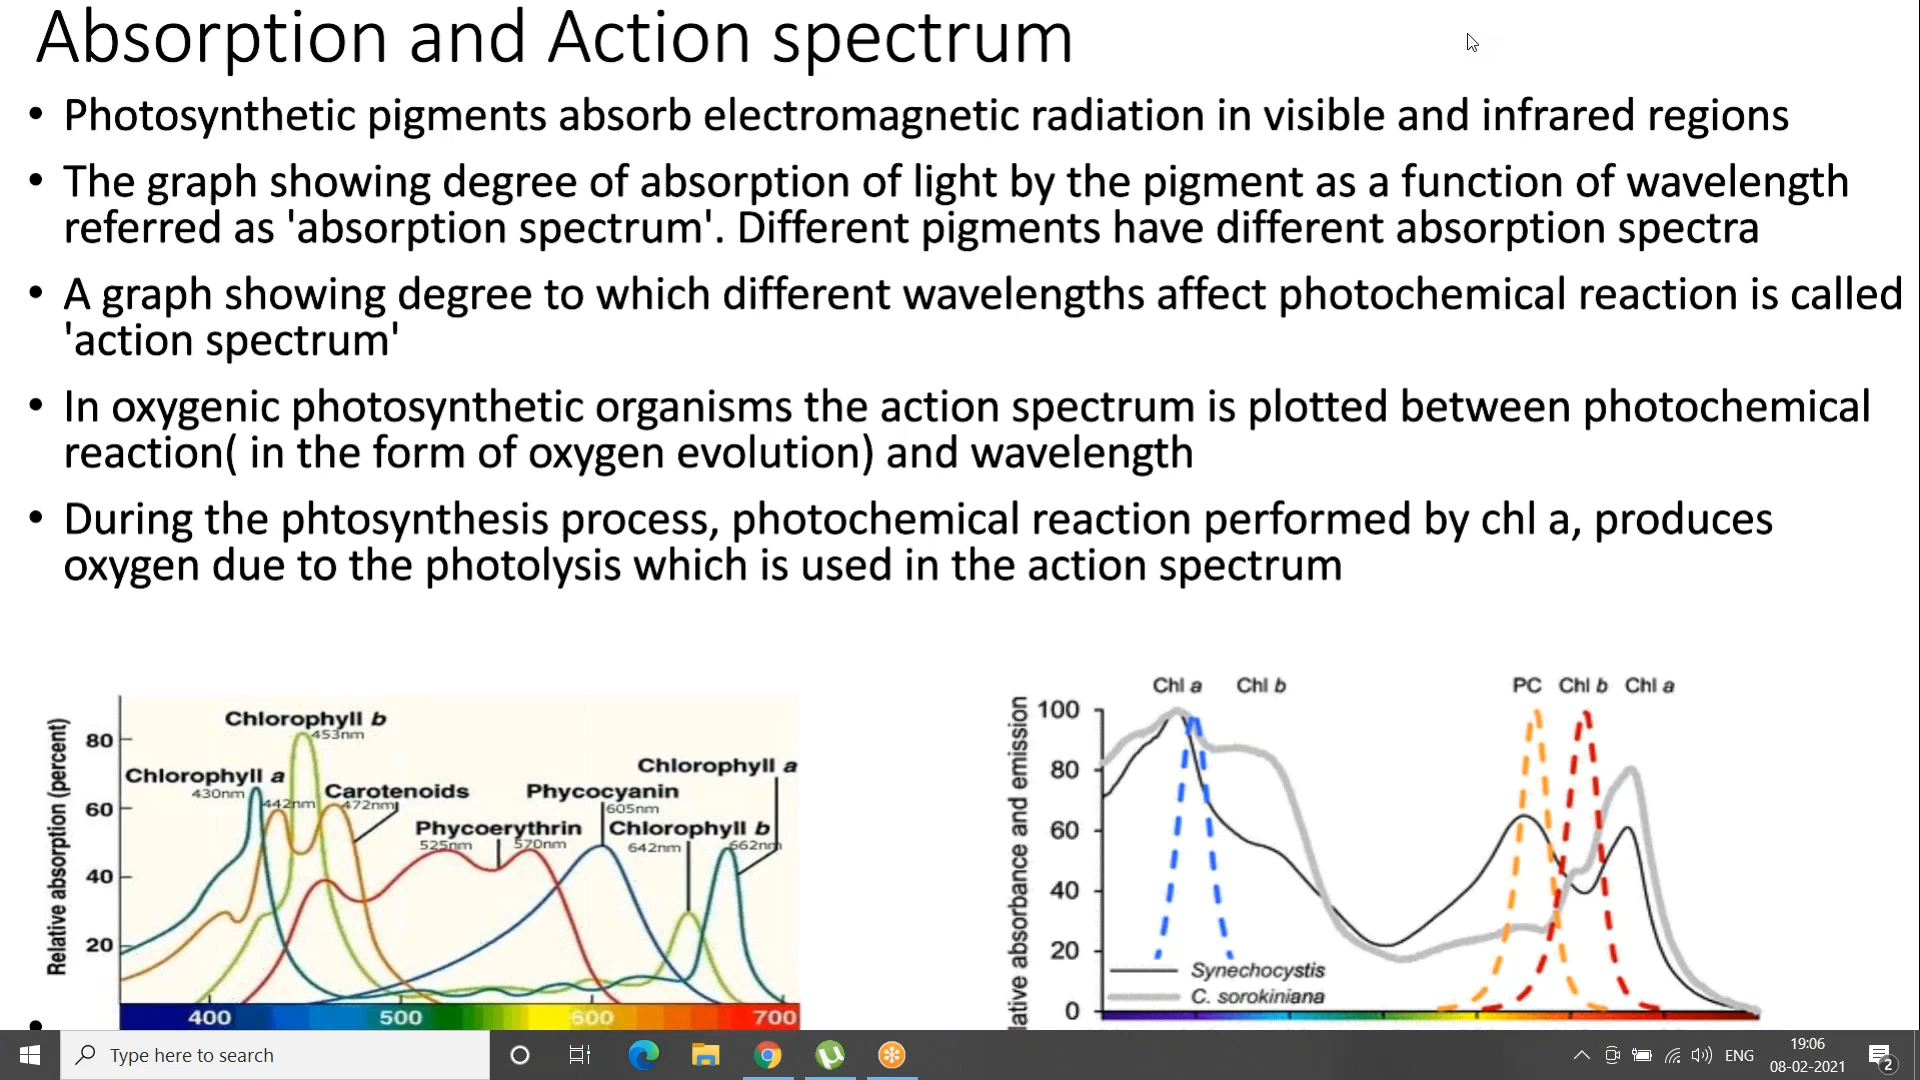 Absorption and Action spectrum
• Photosynthetic pigments absorb electromagnetic radiation in visible and infrared regions
• The graph showing degree of absorption of light by the pigment as a function of wavelength
referred as 'absorption spectrum'. Different pigments have different absorption spectra
• A graph showing degree to which different wavelengths affect photochemical reaction is called
'action spectrum'
• In oxygenic photosynthetic organisms the action spectrum is plotted between photochemical
reaction( in the form of oxygen evolution) and wavelength
• During the phtosynthesis process, photochemical reaction performed by chl a, produces
oxygen due to the photolysis which is used in the action spectrum
Relative absorption (percent)
80
60
40
20
Chlorophyll b
453nm
Chlorophyll a
430nm
442nm
Carotenoids
472nm
Phycoerythrin
525nm
570nm
Phycocyanin
605nm
Chlorophyll b
642nm
Chlorophyll a
662nm
400
500
600
700
lative absorbance and emission
100
80
60
40
20
0
Chl a
Chl b
PC
Chl b
Chl a
Synechocystis
C. sorokiniana
Type here to search
ENG
19:06
08-02-2021
2